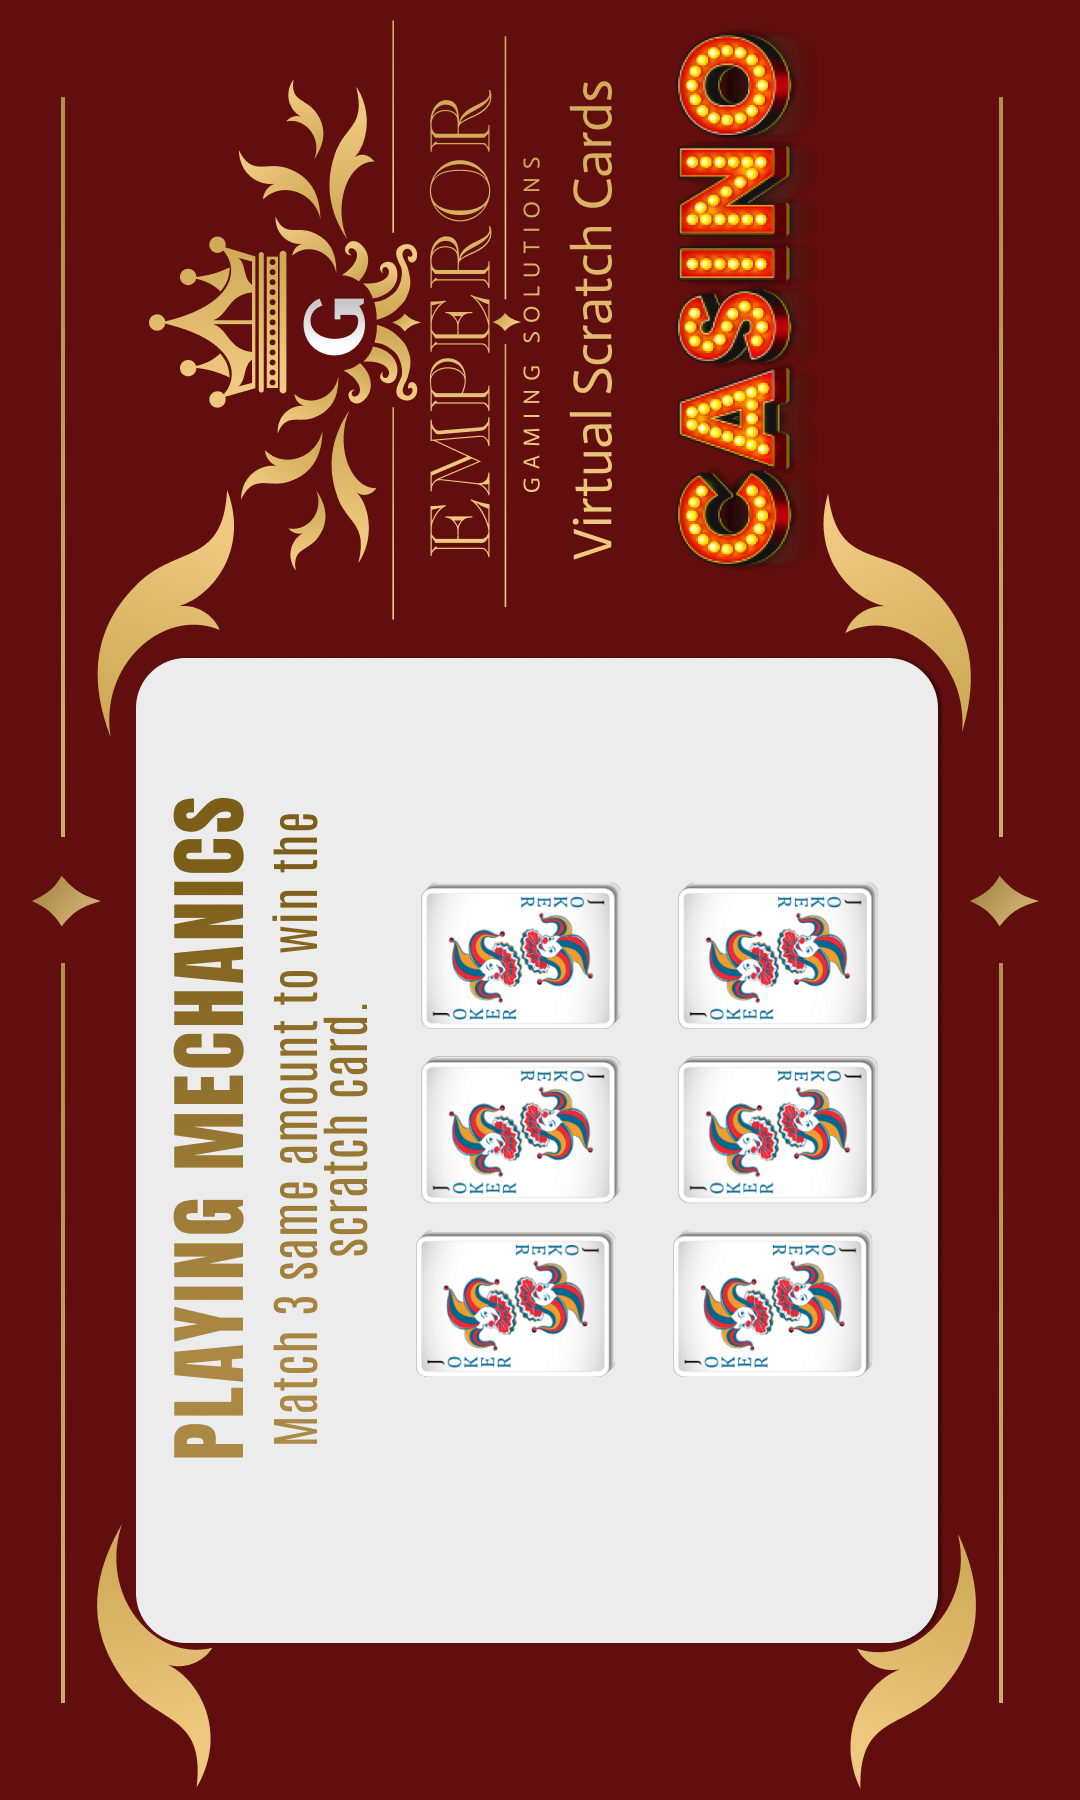 PLAYING MECHANICS
Match 3 same amount to win the
scratch card.
JOKER
JOKER
JOKER
JOKER
JOKER
JOKER
JOKER
JOKER
JOKER
JOKER
JOKER
JOKER
G
EMPEROR
GAMING SOLUTIONS
Virtual Scratch Cards
CASINO